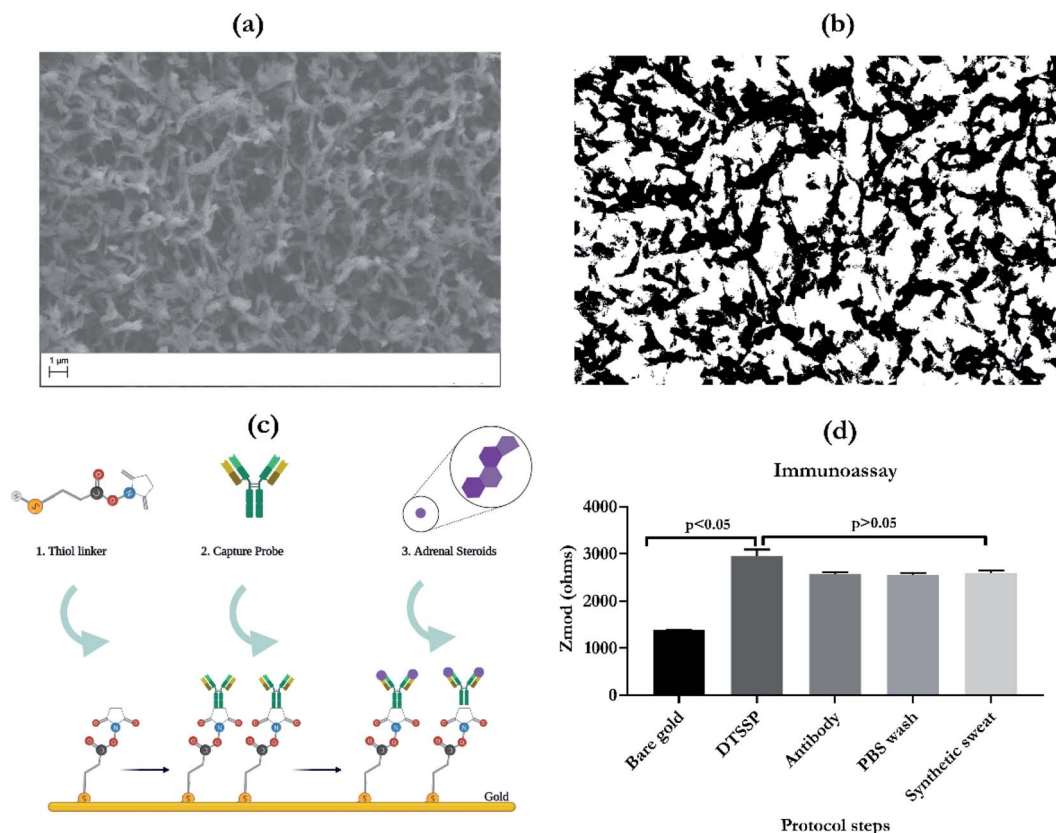 (a)
(b)
1 μm
(c)
(d)
1. Thiol linker
2. Capture Probe
3. Adrenal Steroids
H
S
C
O
O
N
O
O
N
O
O
C
S
O
O
N
O
O
C
S
O
O
N
O
O
C
S
O
O
N
O
O
C
S
O
O
N
O
O
C
S
Gold
Immunoassay
Zmod (ohms)
4000
3000
2000
1000
0
p<0.05
p>0.05
Bare gold
DTSSP
Antibody
PBS wash
Synthetic sweat
Protocol steps